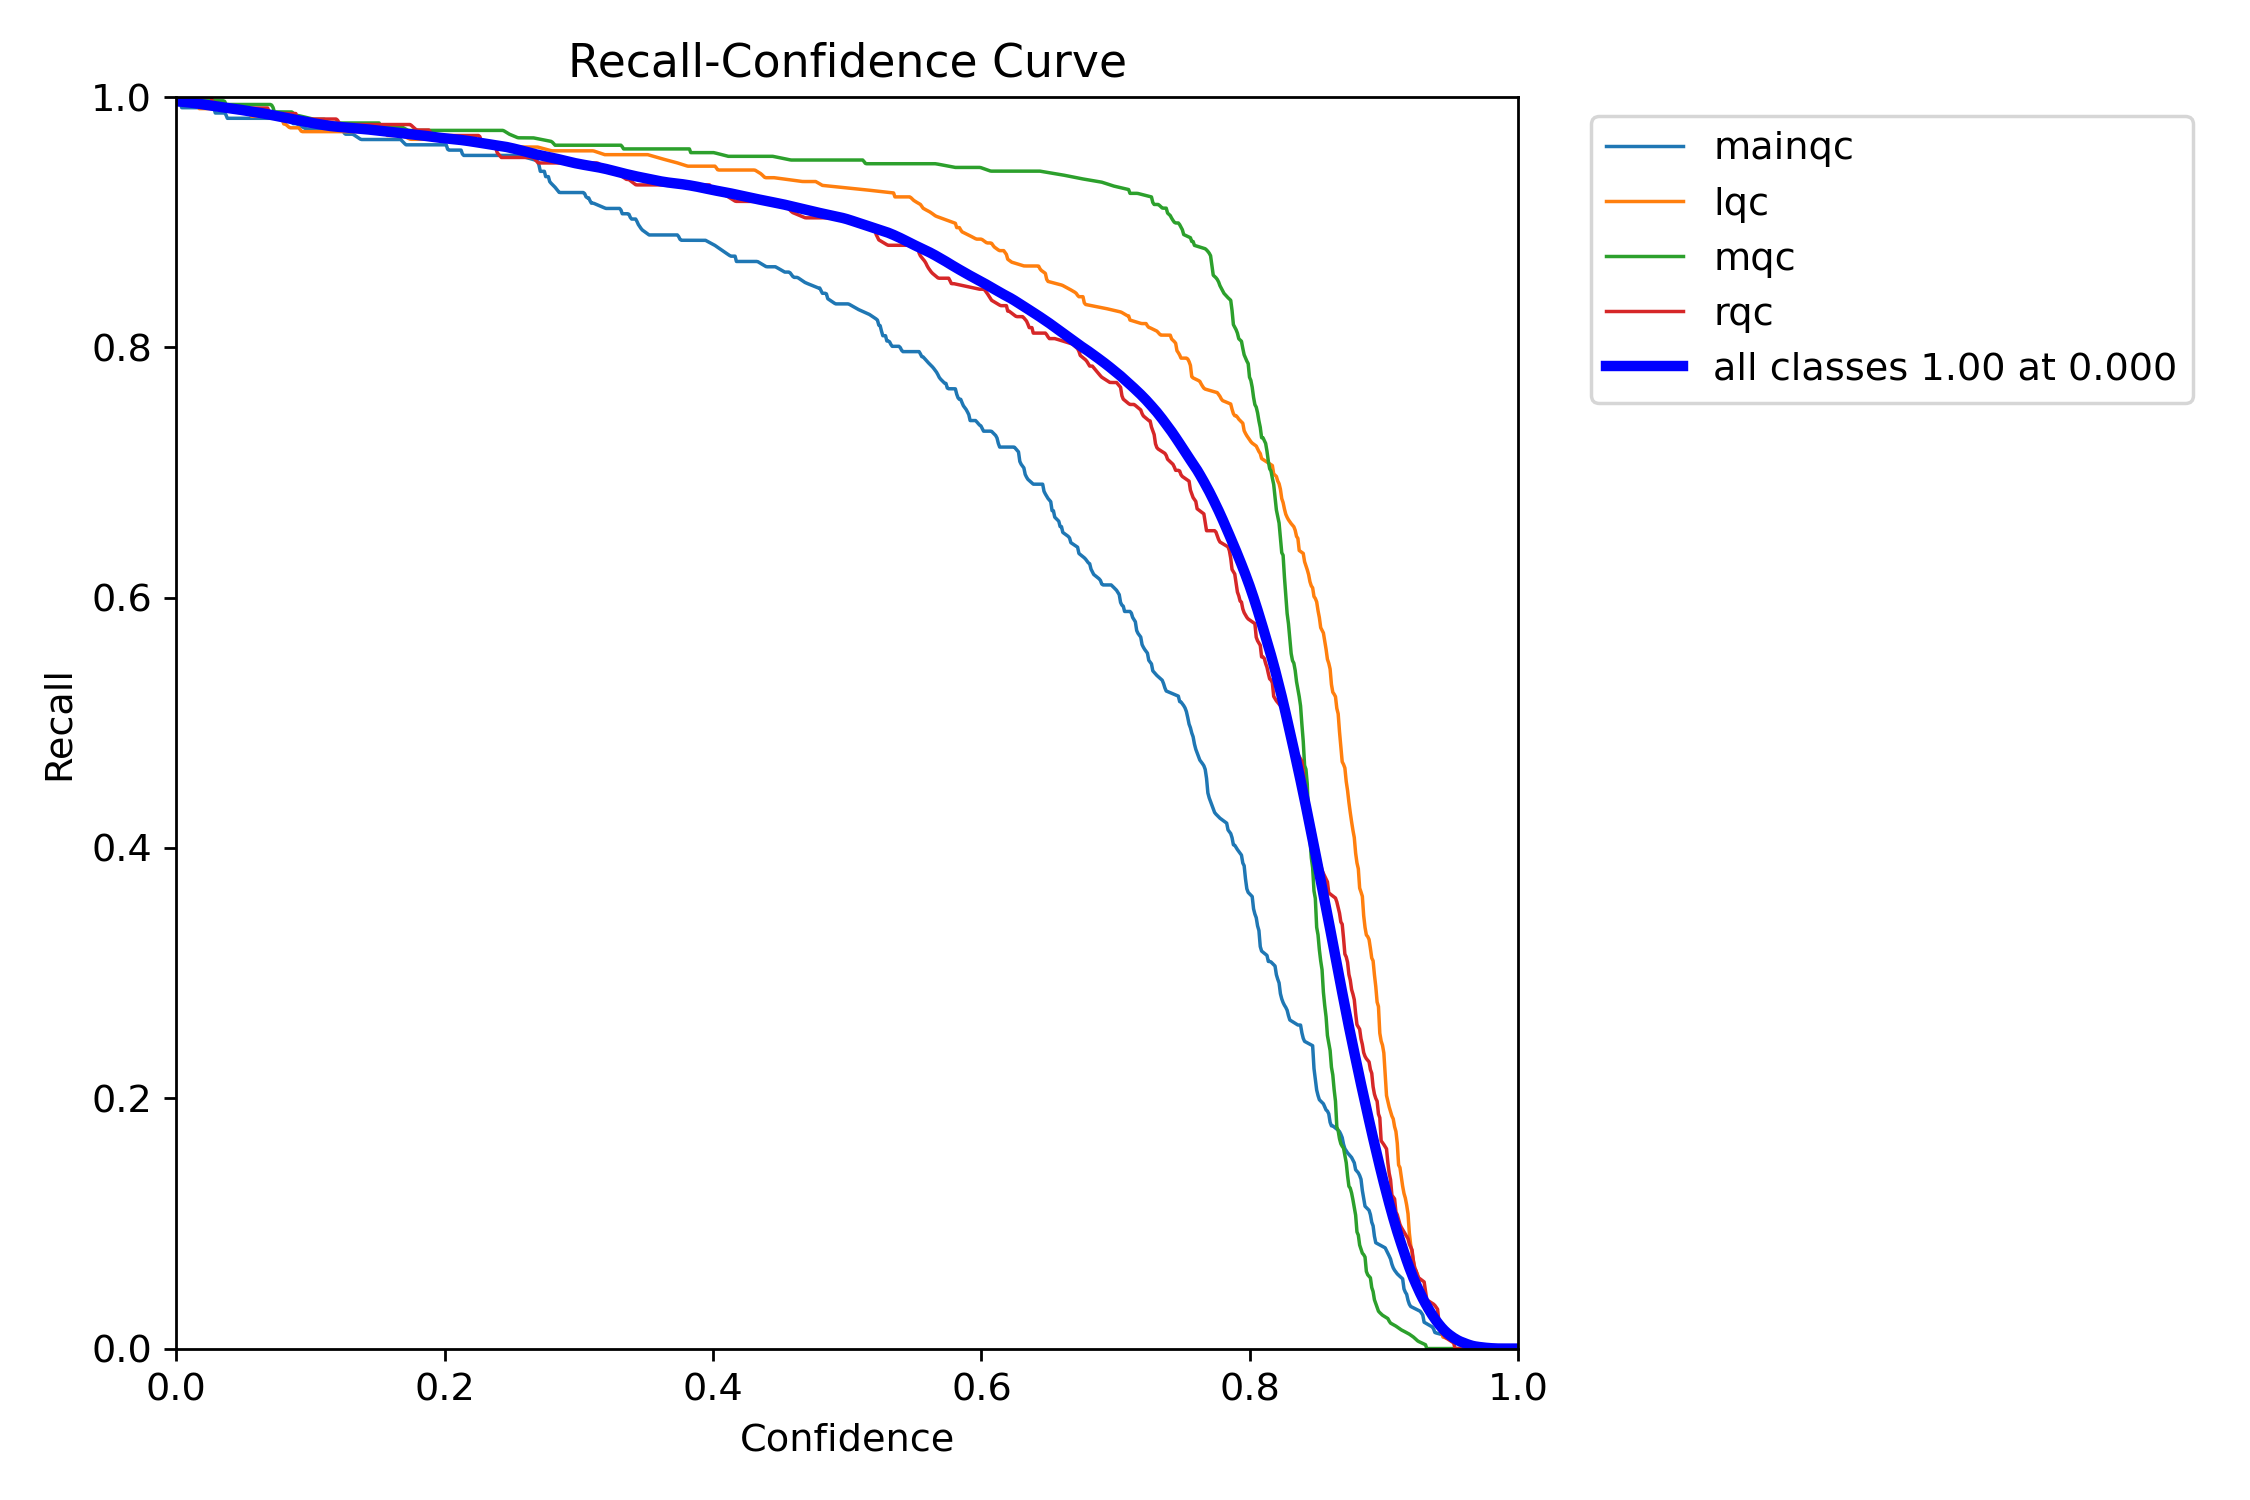 Recall-Confidence Curve
1.0
0.8
0.6
0.4
0.2
0.0
Recall
0.0 0.2 0.4 0.6 0.8 1.0
Confidence
mainqc
lqc
mqc
rqc
all classes 1.00 at 0.000